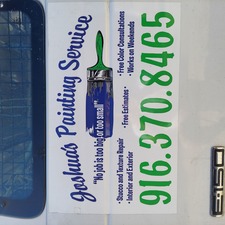 Joshua's Painting Service
"No job is too big or too small"
• Free Color Consultations
• Works on Weekends
• Free Estimates •
• Stucco and Texture Repair
• Interior and Exterior
916.370.8465